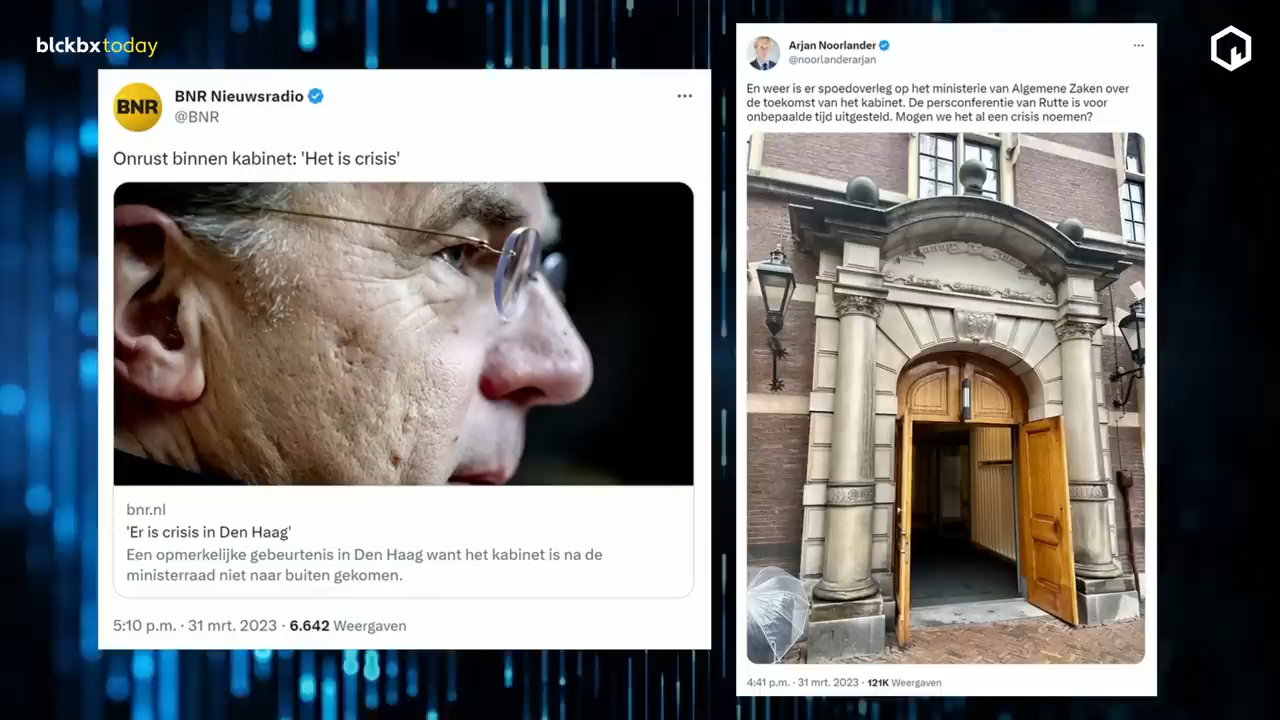 blckbxtoday
BNR
BNR Nieuwsradio
@BNR
Onrust binnen kabinet: 'Het is crisis'
bnr.nl
'Er is crisis in Den Haag'
Een opmerkelijke gebeurtenis in Den Haag want het kabinet is na de
ministerraad niet naar buiten gekomen.
5:10 p.m. · 31 mrt. 2023 · 6.642 Weergaven
Arjan Noorlander
@noorlanderarjan
En weer is er spoedoverleg op het ministerie van Algemene Zaken over
de toekomst van het kabinet. De persconferentie van Rutte is voor
onbepaalde tijd uitgesteld. Mogen we het al een crisis noemen?
4:41 p.m. · 31 mrt. 2023 · 121K Weergaven